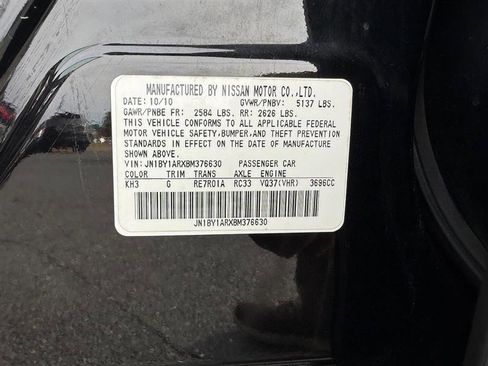 MANUFACTURED BY NISSAN MOTOR CO.,LTD.
DATE: 10/10 GVWR/PNBV: 5137 LBS.
GAWR/PNBE FR: 2584 LBS. RR: 2626 LBS.
THIS VEHICLE CONFORMS TO ALL APPLICABLE FEDERAL
MOTOR VEHICLE SAFETY, BUMPER, AND THEFT PREVENTION
STANDARDS IN EFFECT ON THE DATE OF MANUFACTURE
SHOWN ABOVE.
VIN: JN1BY1ARXBM376630 PASSENGER CAR
COLOR TRIM TRANS AXLE ENGINE
KH3 G RE7R01A RC33 VQ37(VHR) 3696CC
JN1BY1ARXBM376630